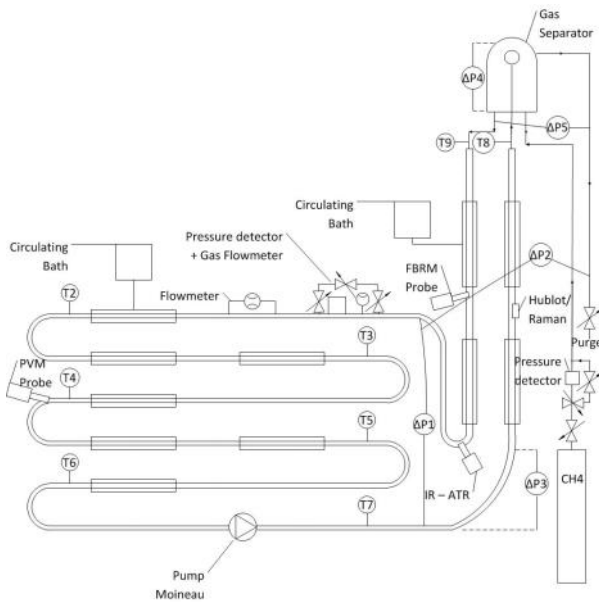 Gas
Separator
ΔP4
T9
T8
ΔP5
Circulating
Bath
Pressure detector
+ Gas Flowmeter
Circulating
Bath
FBRM
Probe
ΔP2
Flowmeter
T2
Hublot/
Raman
T3
Purge
PVM
Probe
T4
Pressure
detector
ΔP1
T5
T6
IR – ATR
ΔP3
CH4
T7
Pump
Moineau